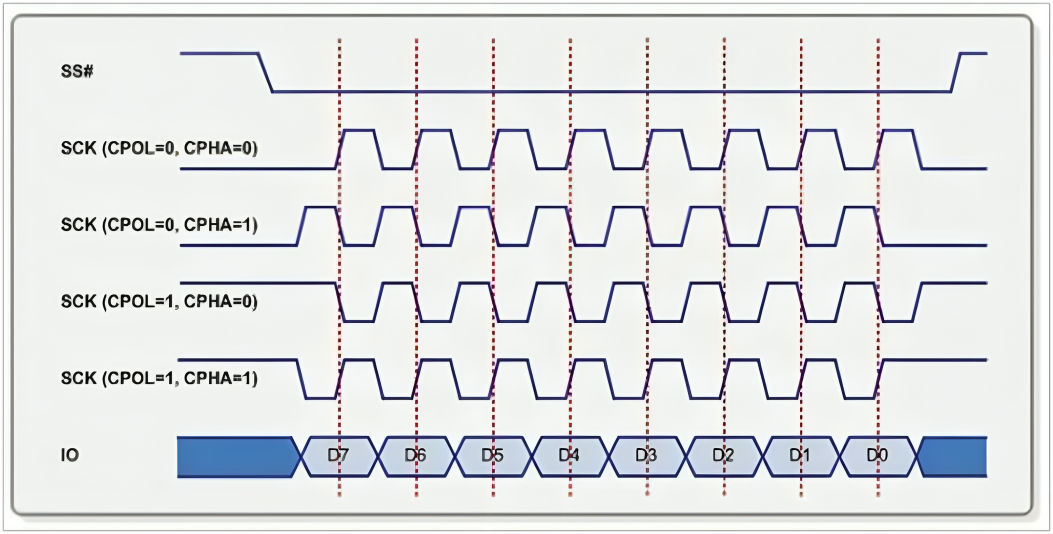 SS#
SCK (CPOL=0, CPHA=0)
SCK (CPOL=0, CPHA=1)
SCK (CPOL=1, CPHA=0)
SCK (CPOL=1, CPHA=1)
IO D7 D6 D5 D4 D3 D2 D1 D0